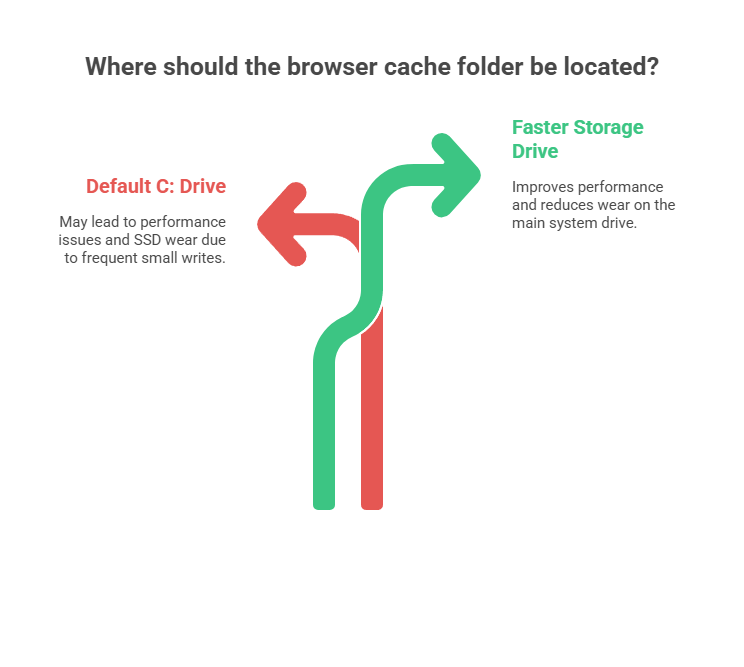 Where should the browser cache folder be located?
Default C: Drive
May lead to performance
issues and SSD wear due
to frequent small writes.
Faster Storage
Drive
Improves performance
and reduces wear on the
main system drive.